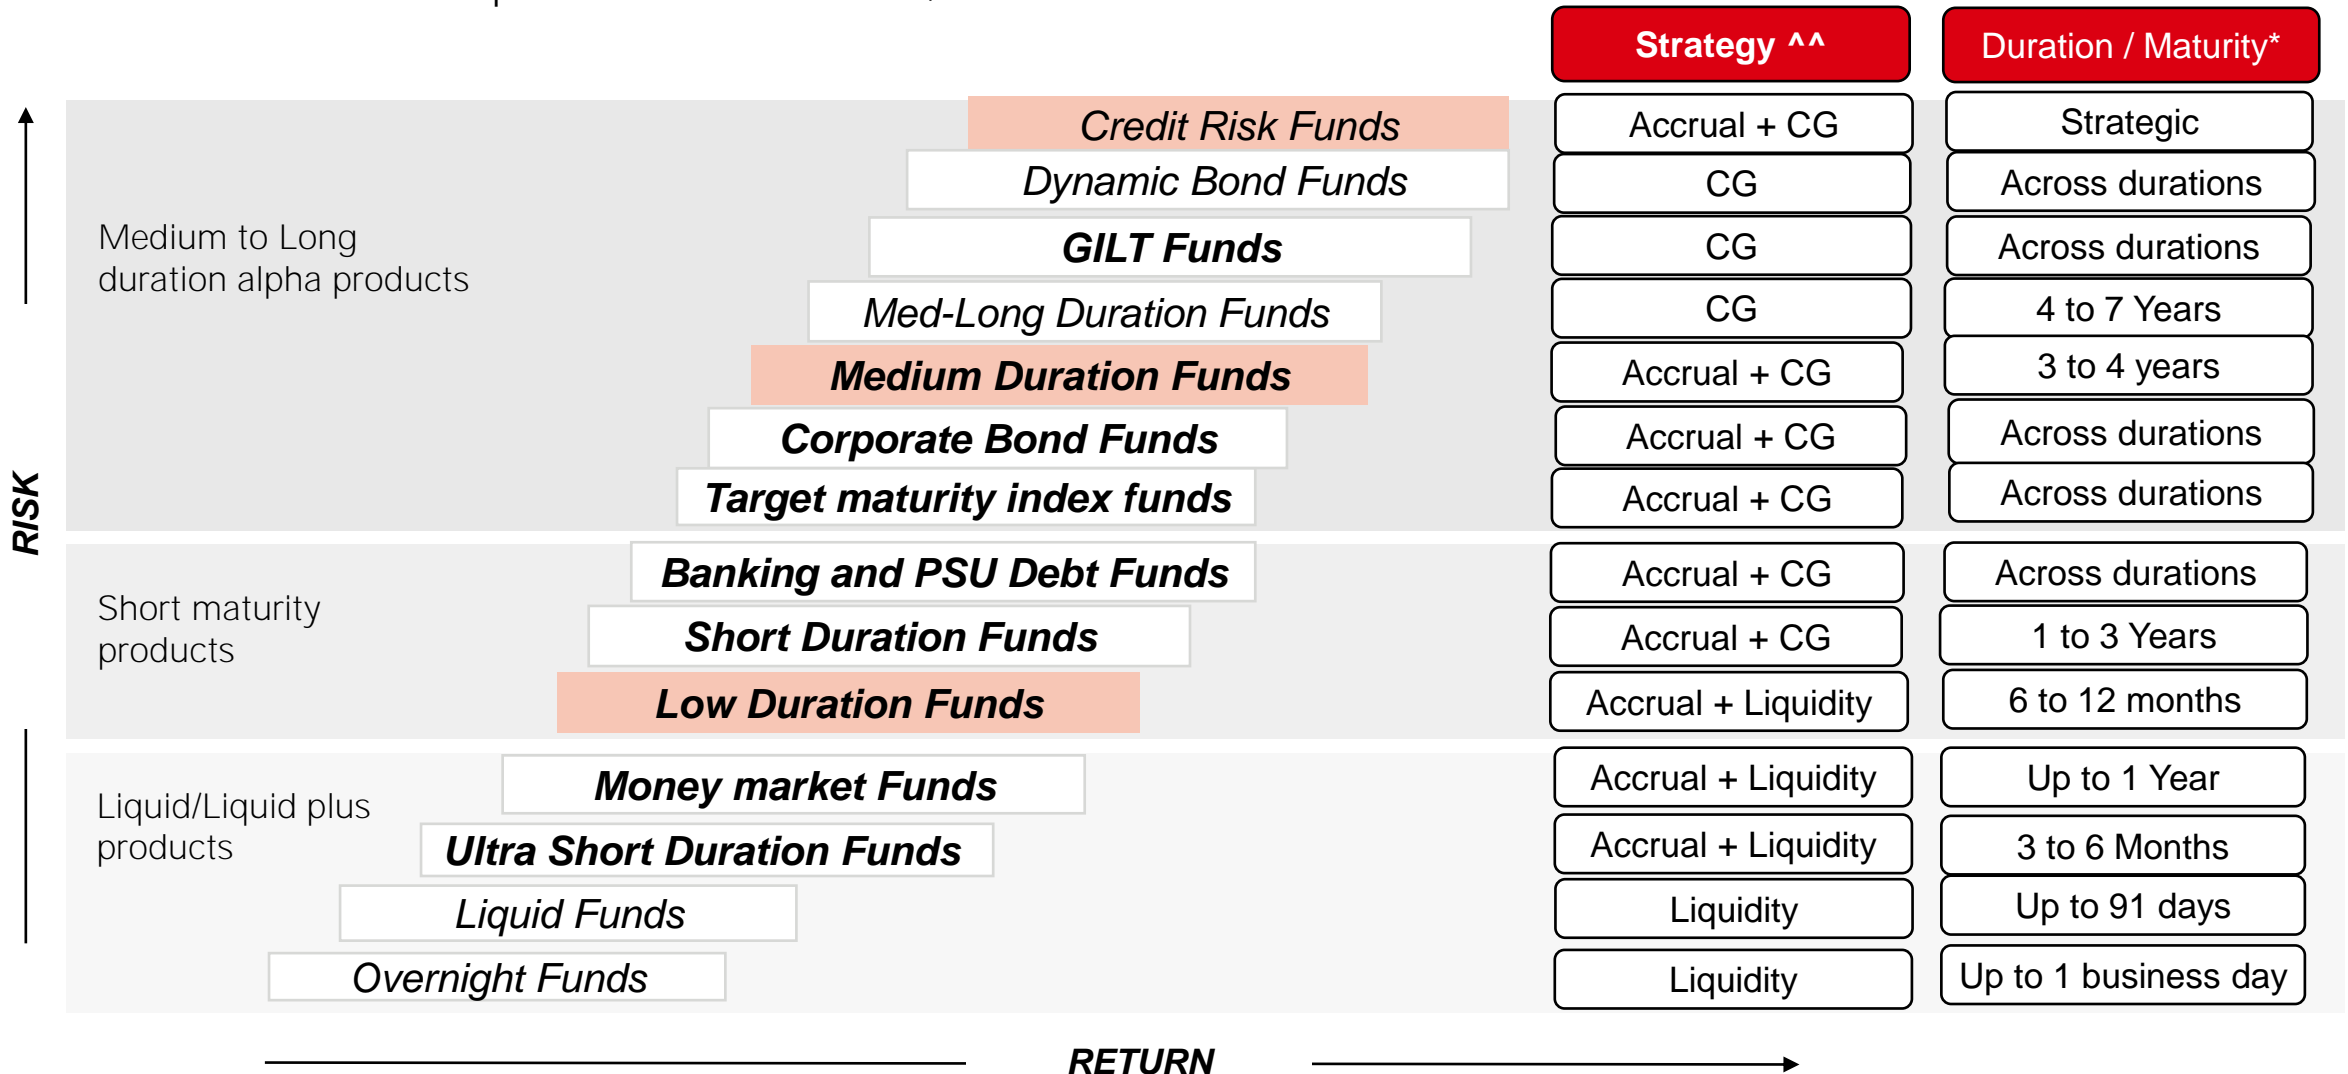 Strategy ^^ Duration / Maturity*
Credit Risk Funds Accrual + CG Strategic
Dynamic Bond Funds CG Across durations
Medium to Long
duration alpha products
GILT Funds CG Across durations
Med-Long Duration Funds CG 4 to 7 Years
Medium Duration Funds Accrual + CG 3 to 4 years
Corporate Bond Funds Accrual + CG Across durations
Target maturity index funds Accrual + CG Across durations
RISK
Banking and PSU Debt Funds Accrual + CG Across durations
Short maturity
products
Short Duration Funds Accrual + CG 1 to 3 Years
Low Duration Funds Accrual + Liquidity 6 to 12 months
Money market Funds Accrual + Liquidity Up to 1 Year
Liquid/Liquid plus
products
Ultra Short Duration Funds Accrual + Liquidity 3 to 6 Months
Liquid Funds Liquidity Up to 91 days
Overnight Funds Liquidity Up to 1 business day
RETURN